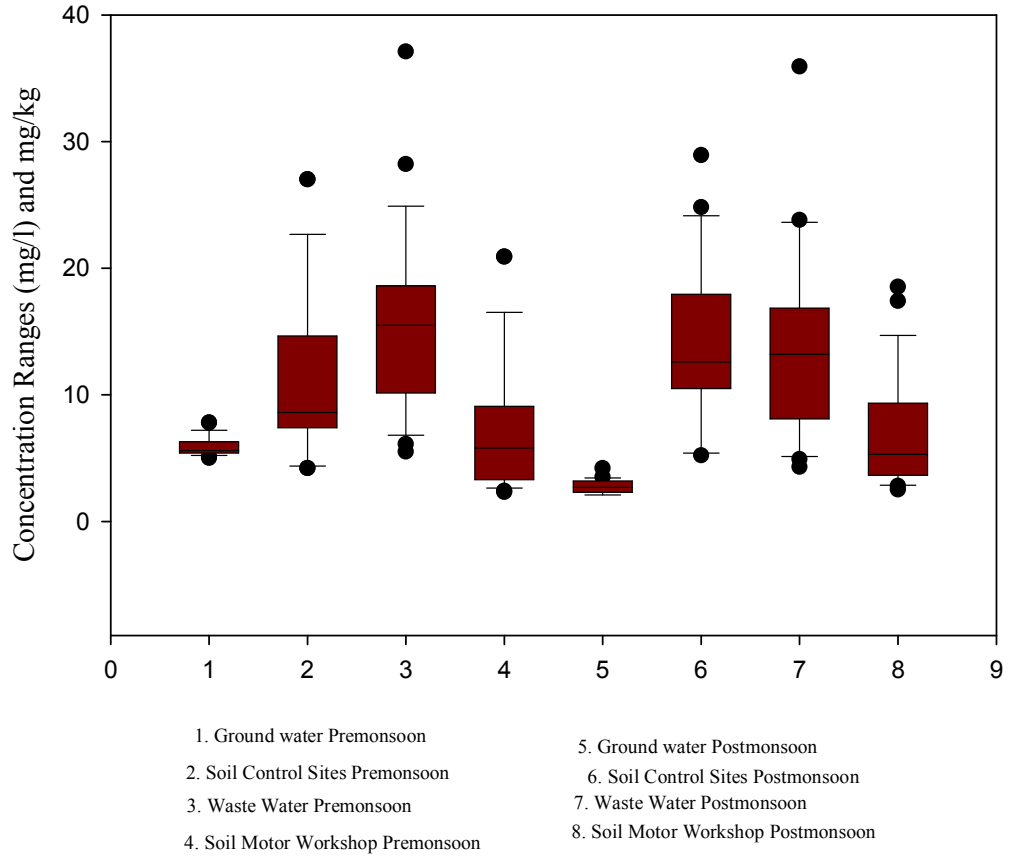 Concentration Ranges (mg/l) and mg/kg
40
30
20
10
0
0 1 2 3 4 5 6 7 8 9
1. Ground water Premonsoon
2. Soil Control Sites Premonsoon
3. Waste Water Premonsoon
4. Soil Motor Workshop Premonsoon
5. Ground water Postmonsoon
6. Soil Control Sites Postmonsoon
7. Waste Water Postmonsoon
8. Soil Motor Workshop Postmonsoon